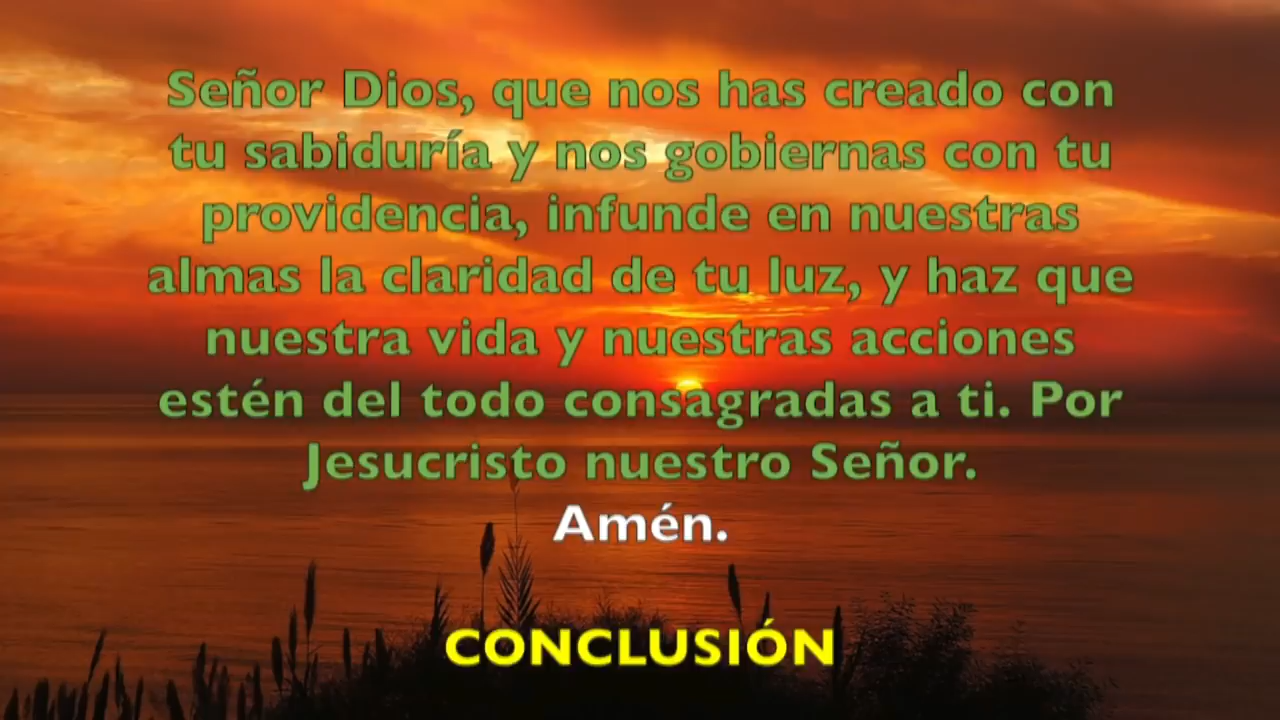 Señor Dios, que nos has creado con
tu sabiduría y nos gobiernas con tu
providencia, infunde en nuestras
almas la claridad de tu luz, y haz que
nuestra vida y nuestras acciones
estén del todo consagradas a ti. Por
Jesucristo nuestro Señor.
Amén.
CONCLUSIÓN